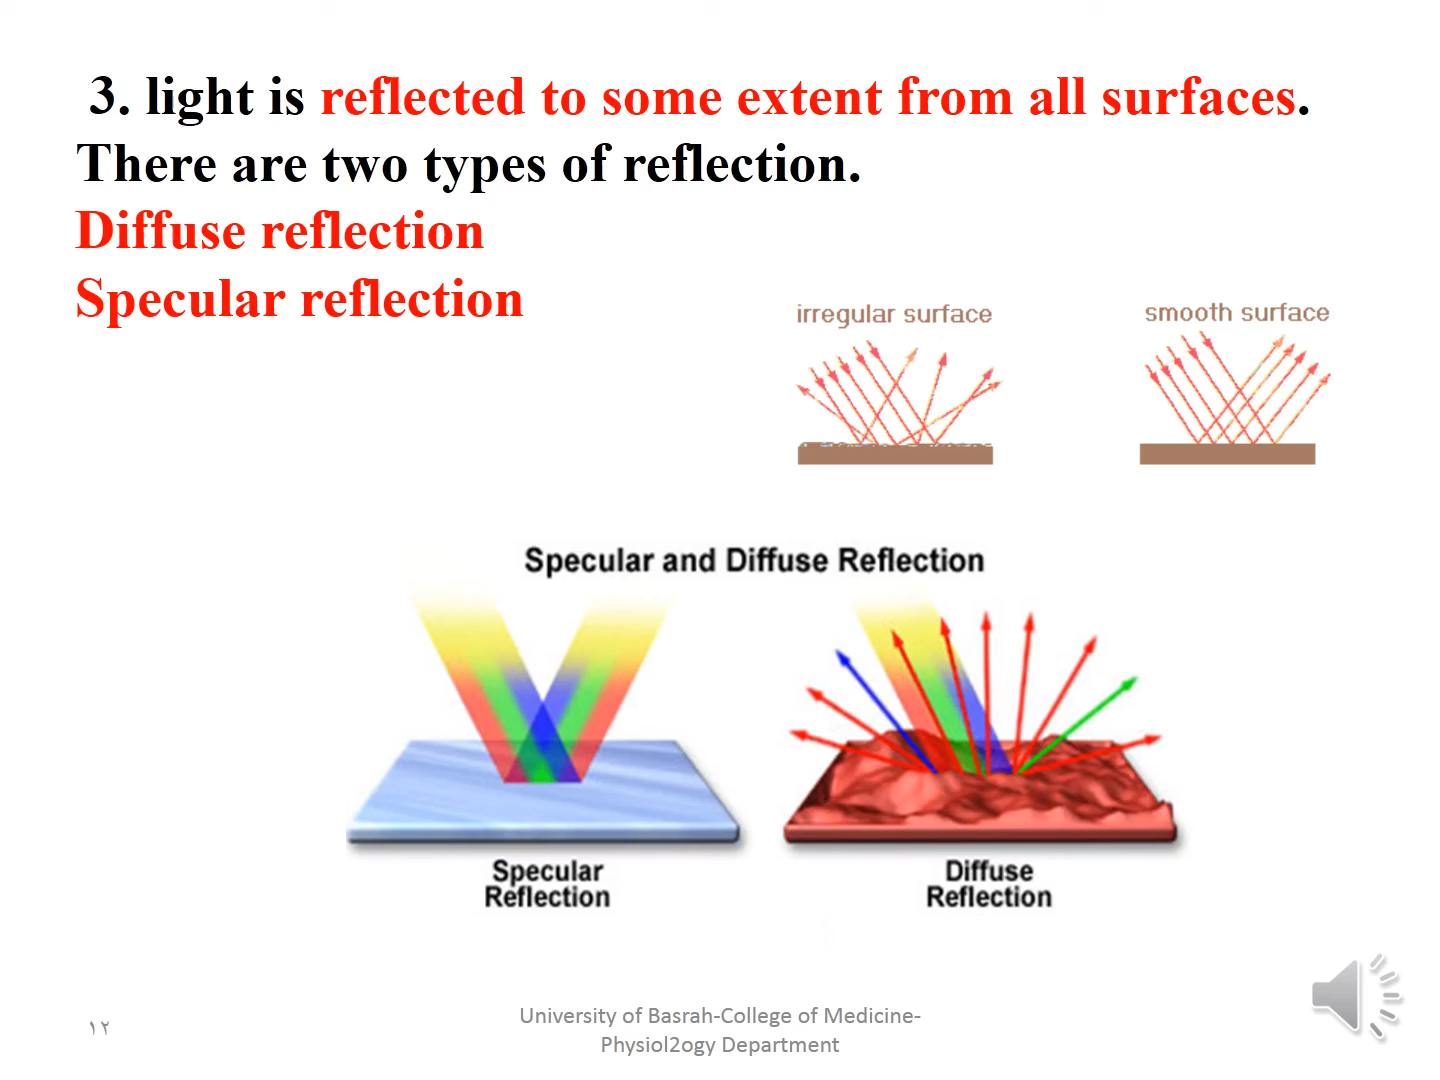 3. light is reflected to some extent from all surfaces.
There are two types of reflection.
Diffuse reflection
Specular reflection
irregular surface
smooth surface
Specular and Diffuse Reflection
Specular
Reflection
Diffuse
Reflection
١٢
University of Basrah-College of Medicine-
Physiol2ogy Department